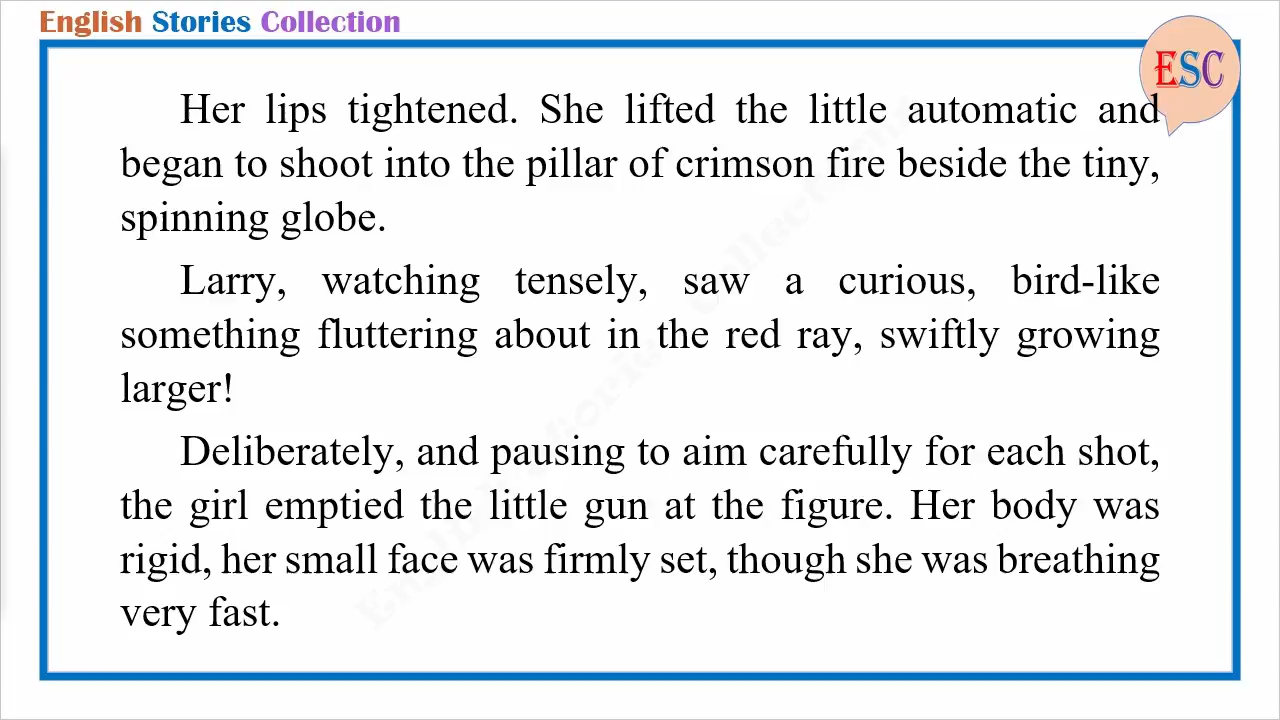 English Stories Collection
ESC
Her lips tightened. She lifted the little automatic and
began to shoot into the pillar of crimson fire beside the tiny,
spinning globe.
Larry, watching tensely, saw a curious, bird-like
something fluttering about in the red ray, swiftly growing
larger!
Deliberately, and pausing to aim carefully for each shot,
the girl emptied the little gun at the figure. Her body was
rigid, her small face was firmly set, though she was breathing
very fast.
English Stories Collection